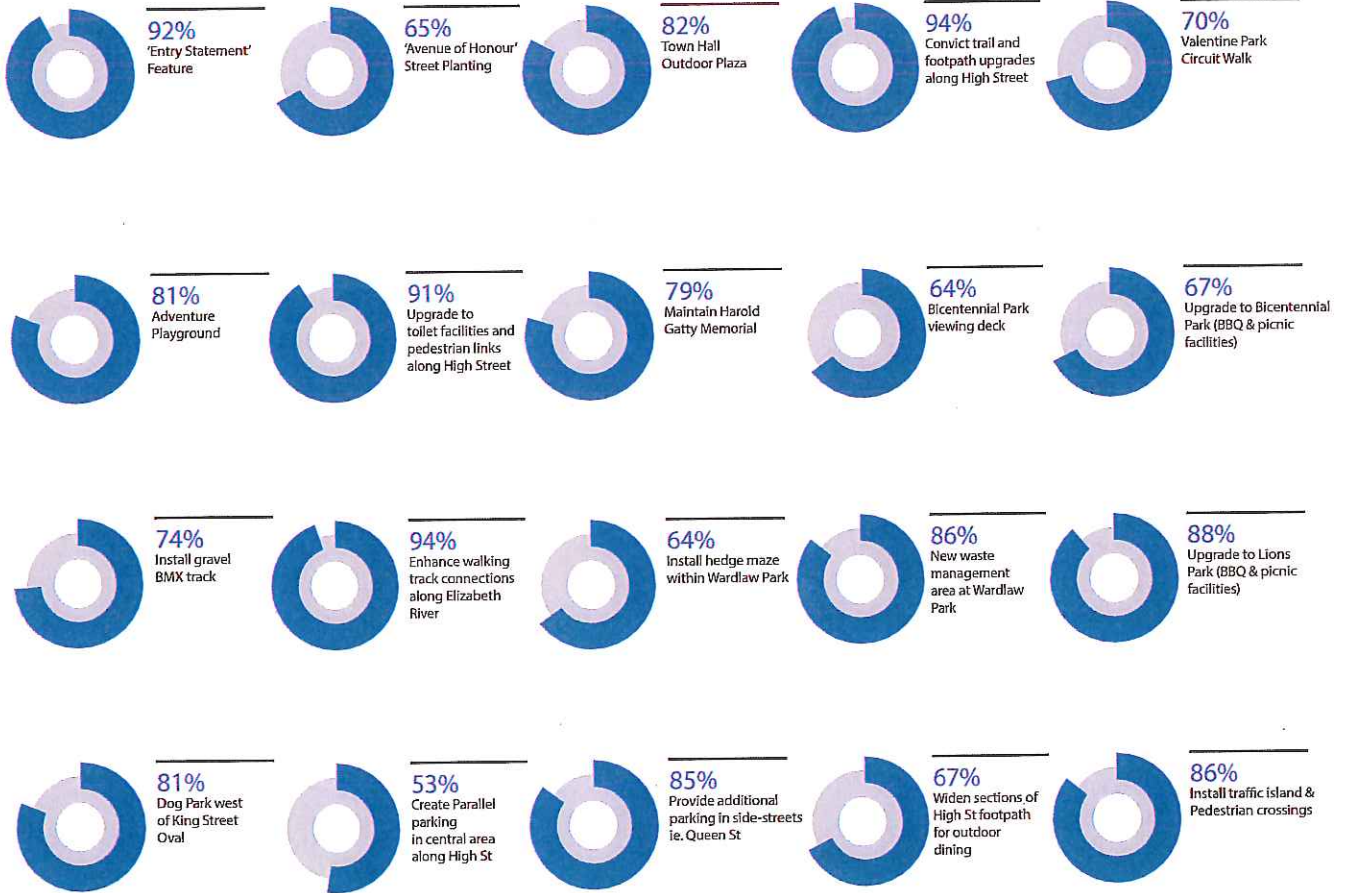 92%
'Entry Statement'
Feature
65%
'Avenue of Honour'
Street Planting
82%
Town Hall
Outdoor Plaza
94%
Convict trail and
footpath upgrades
along High Street
70%
Valentine Park
Circuit Walk
81%
Adventure
Playground
91%
Upgrade to
toilet facilities and
pedestrian links
along High Street
79%
Maintain Harold
Gatty Memorial
64%
Bicentennial Park
viewing deck
67%
Upgrade to Bicentennial
Park (BBQ & picnic
facilities)
74%
Install gravel
BMX track
94%
Enhance walking
track connections
along Elizabeth
River
64%
Install hedge maze
within Wardlaw Park
86%
New waste
management
area at Wardlaw
Park
88%
Upgrade to Lions
Park (BBQ & picnic
facilities)
81%
Dog Park west
of King Street
Oval
53%
Create Parallel
parking
in central area
along High St
85%
Provide additional
parking in side-streets
ie. Queen St
67%
Widen sections of
High St footpath
for outdoor
dining
86%
Install traffic island &
Pedestrian crossings